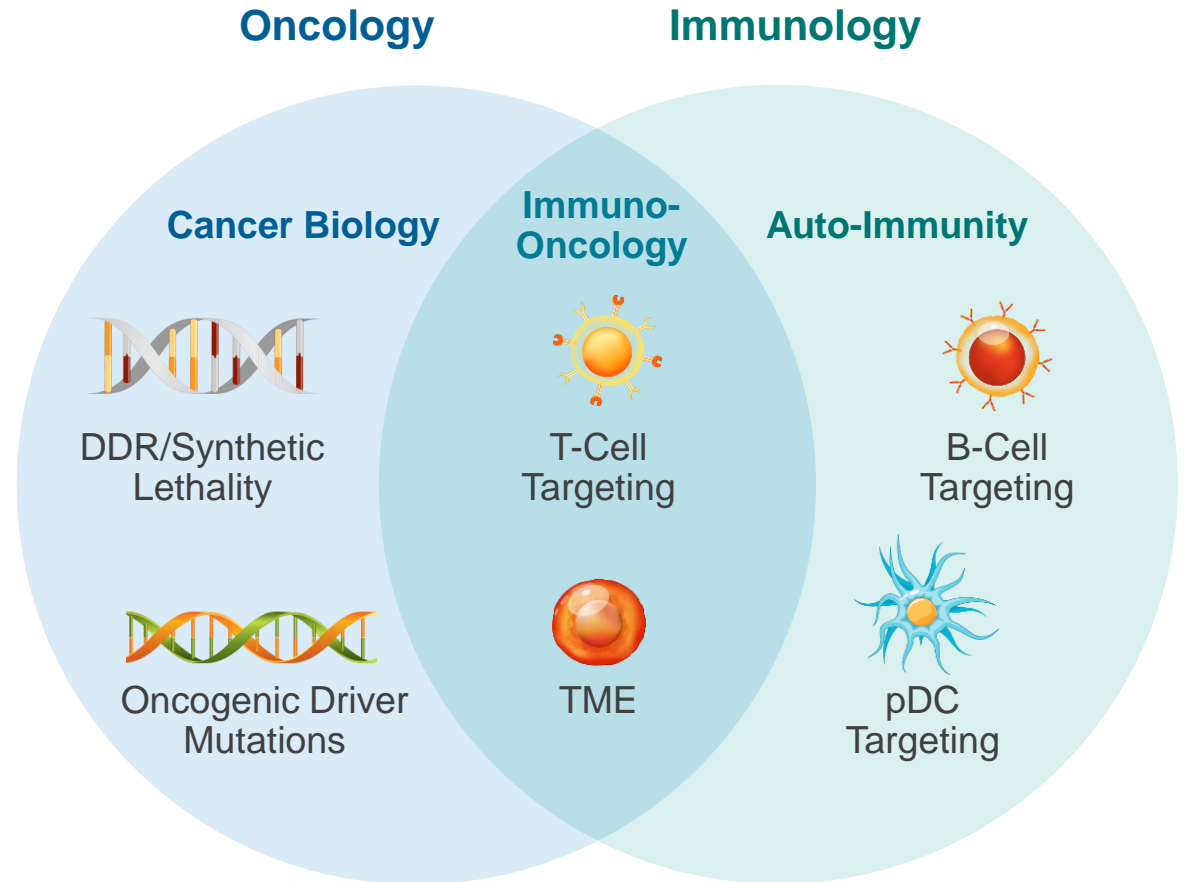 Oncology
Immunology
Cancer Biology
Immuno-
Oncology
Auto-Immunity
DDR/Synthetic
Lethality
T-Cell
Targeting
B-Cell
Targeting
Oncogenic Driver
Mutations
TME
pDC
Targeting